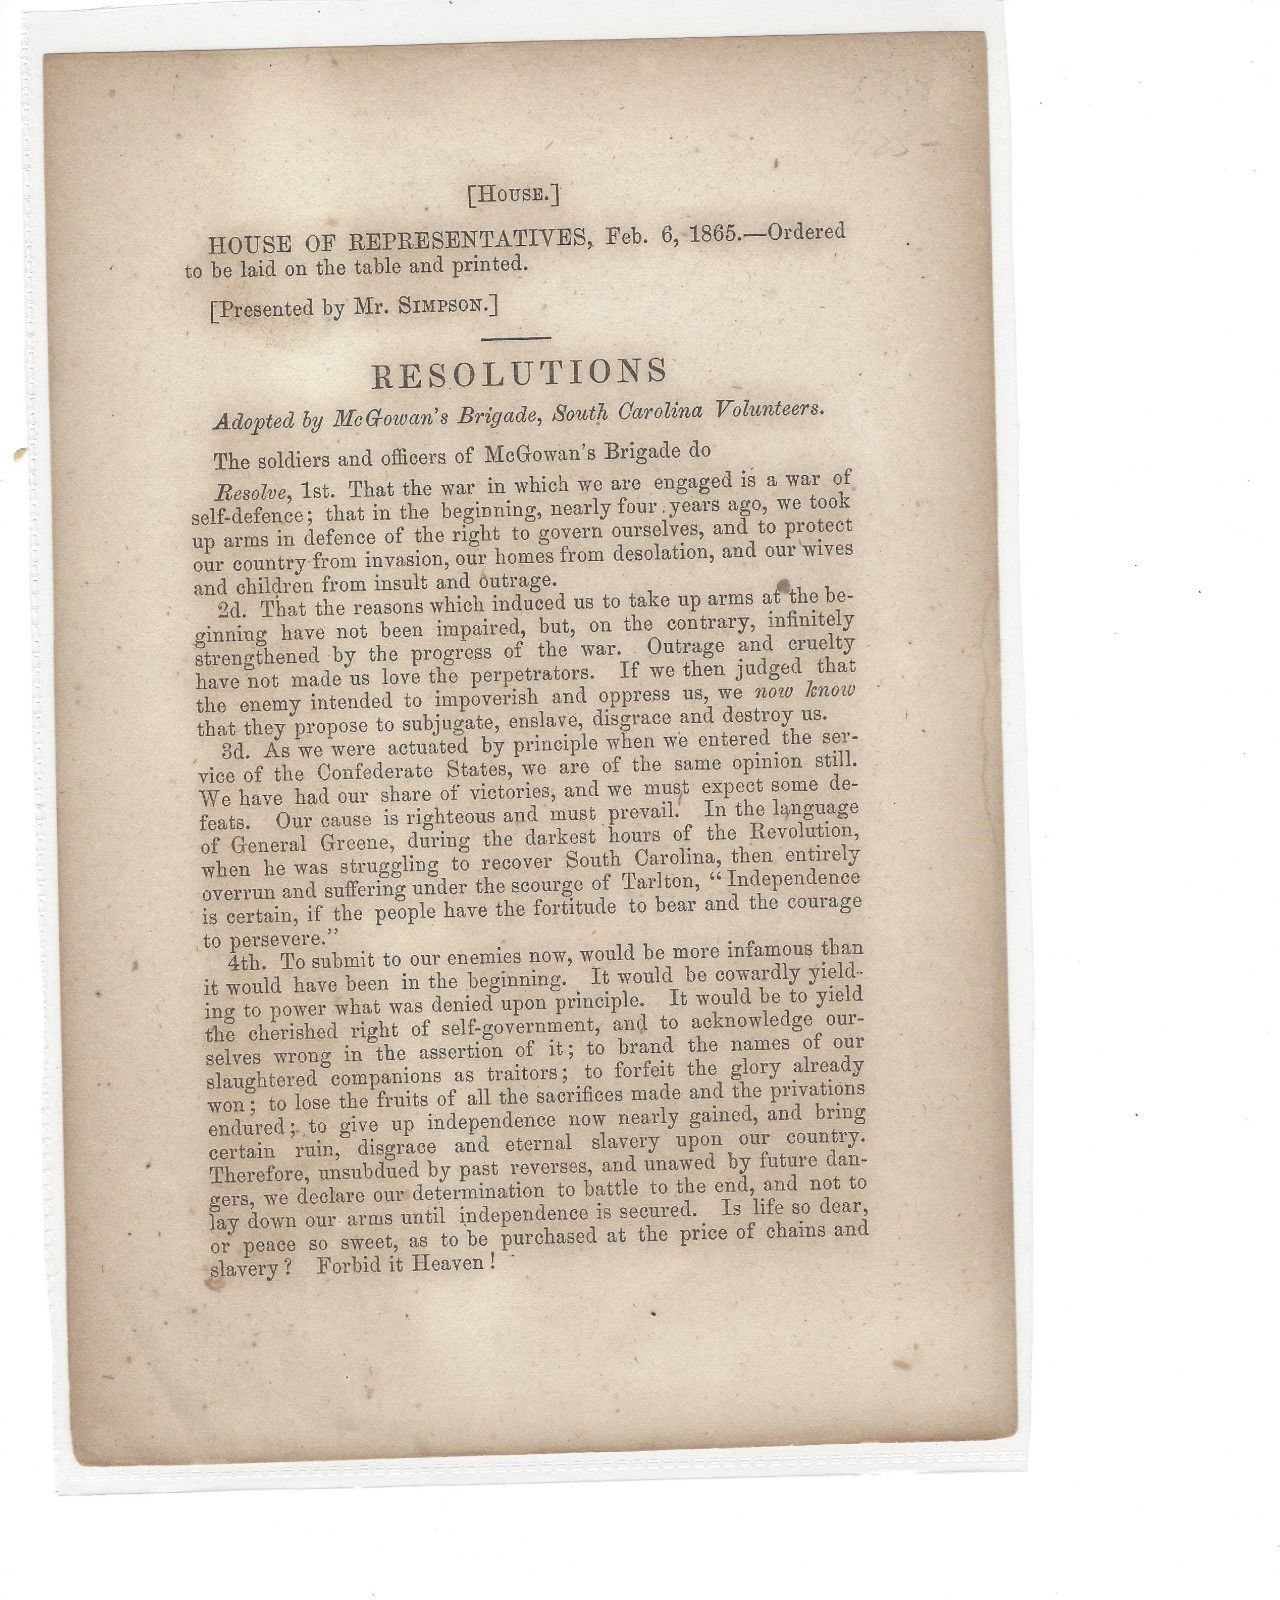 [House.]
HOUSE OF REPRESENTATIVES, Feb. 6, 1865.—Ordered
to be laid on the table and printed.
[Presented by Mr. Simpson.]
RESOLUTIONS
Adopted by McGowan's Brigade, South Carolina Volunteers.
The soldiers and officers of McGowan's Brigade do
Resolve, 1st. That the war in which we are engaged is a war of
self-defence; that in the beginning, nearly four years ago, we took
up arms in defence of the right to govern ourselves, and to protect
our country from invasion, our homes from desolation, and our wives
and children from insult and outrage.
2d. That the reasons which induced us to take up arms at the be-
ginning have not been impaired, but, on the contrary, infinitely
strengthened by the progress of the war. Outrage and cruelty
have not made us love the perpetrators. If we then judged that
the enemy intended to impoverish and oppress us, we now know
that they propose to subjugate, enslave, disgrace and destroy us.
3d. As we were actuated by principle when we entered the ser-
vice of the Confederate States, we are of the same opinion still.
We have had our share of victories, and we must expect some de-
feats. Our cause is righteous and must prevail. In the language
of General Greene, during the darkest hours of the Revolution,
when he was struggling to recover South Carolina, then entirely
overrun and suffering under the scourge of Tarlton, "Independence
is certain, if the people have the fortitude to bear and the courage
to persevere."
4th. To submit to our enemies now, would be more infamous than
it would have been in the beginning. It would be cowardly yield-
ing to power what was denied upon principle. It would be to yield
the cherished right of self-government, and to acknowledge our-
selves wrong in the assertion of it; to brand the names of our
slaughtered companions as traitors; to forfeit the glory already
won; to lose the fruits of all the sacrifices made and the privations
endured; to give up independence now nearly gained, and bring
certain ruin, disgrace and eternal slavery upon our country.
Therefore, unsubdued by past reverses, and unawed by future dan-
gers, we declare our determination to battle to the end, and not to
lay down our arms until independence is secured. Is life so dear,
or peace so sweet, as to be purchased at the price of chains and
slavery? Forbid it Heaven!